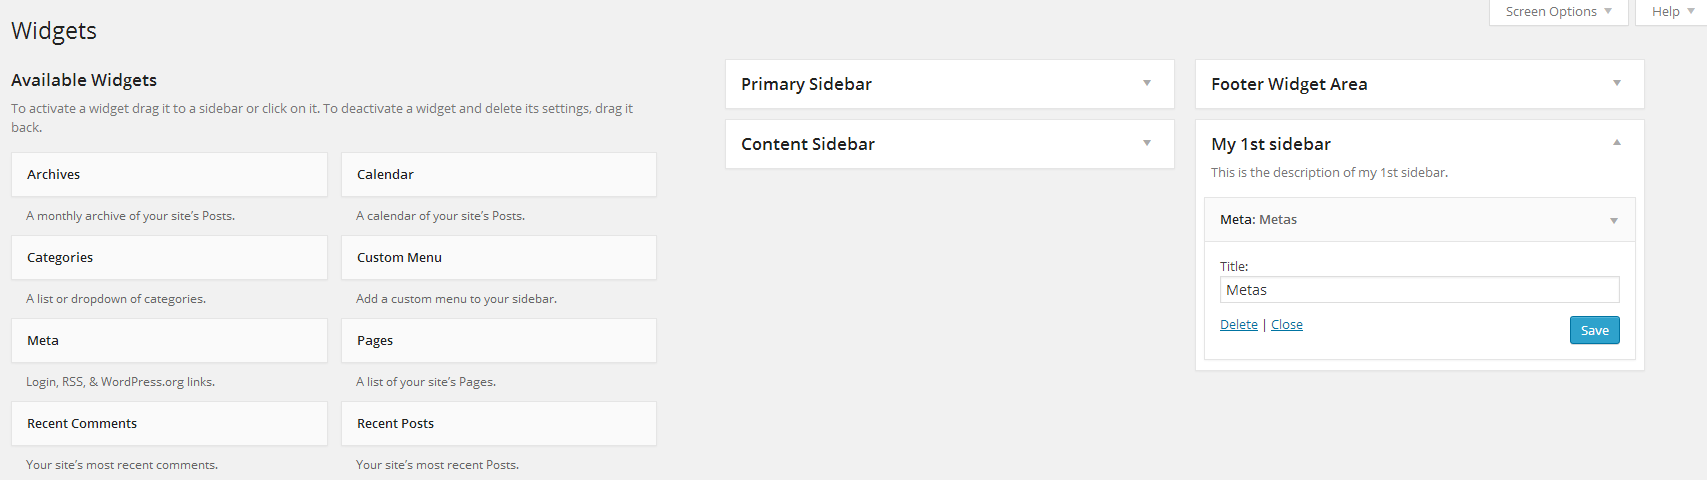 Screen Options
Help
Widgets
Available Widgets
To activate a widget drag it to a sidebar or click on it. To deactivate a widget and delete its settings, drag it
back.
Archives
Calendar
A monthly archive of your site’s Posts.
A calendar of your site’s Posts.
Categories
Custom Menu
A list or dropdown of categories.
Add a custom menu to your sidebar.
Meta
Pages
Login, RSS, & WordPress.org links.
A list of your site’s Pages.
Recent Comments
Recent Posts
Your site’s most recent comments.
Your site’s most recent Posts.
Primary Sidebar
Content Sidebar
Footer Widget Area
My 1st sidebar
This is the description of my 1st sidebar.
Meta: Metas
Title:
Metas
Delete | Close
Save